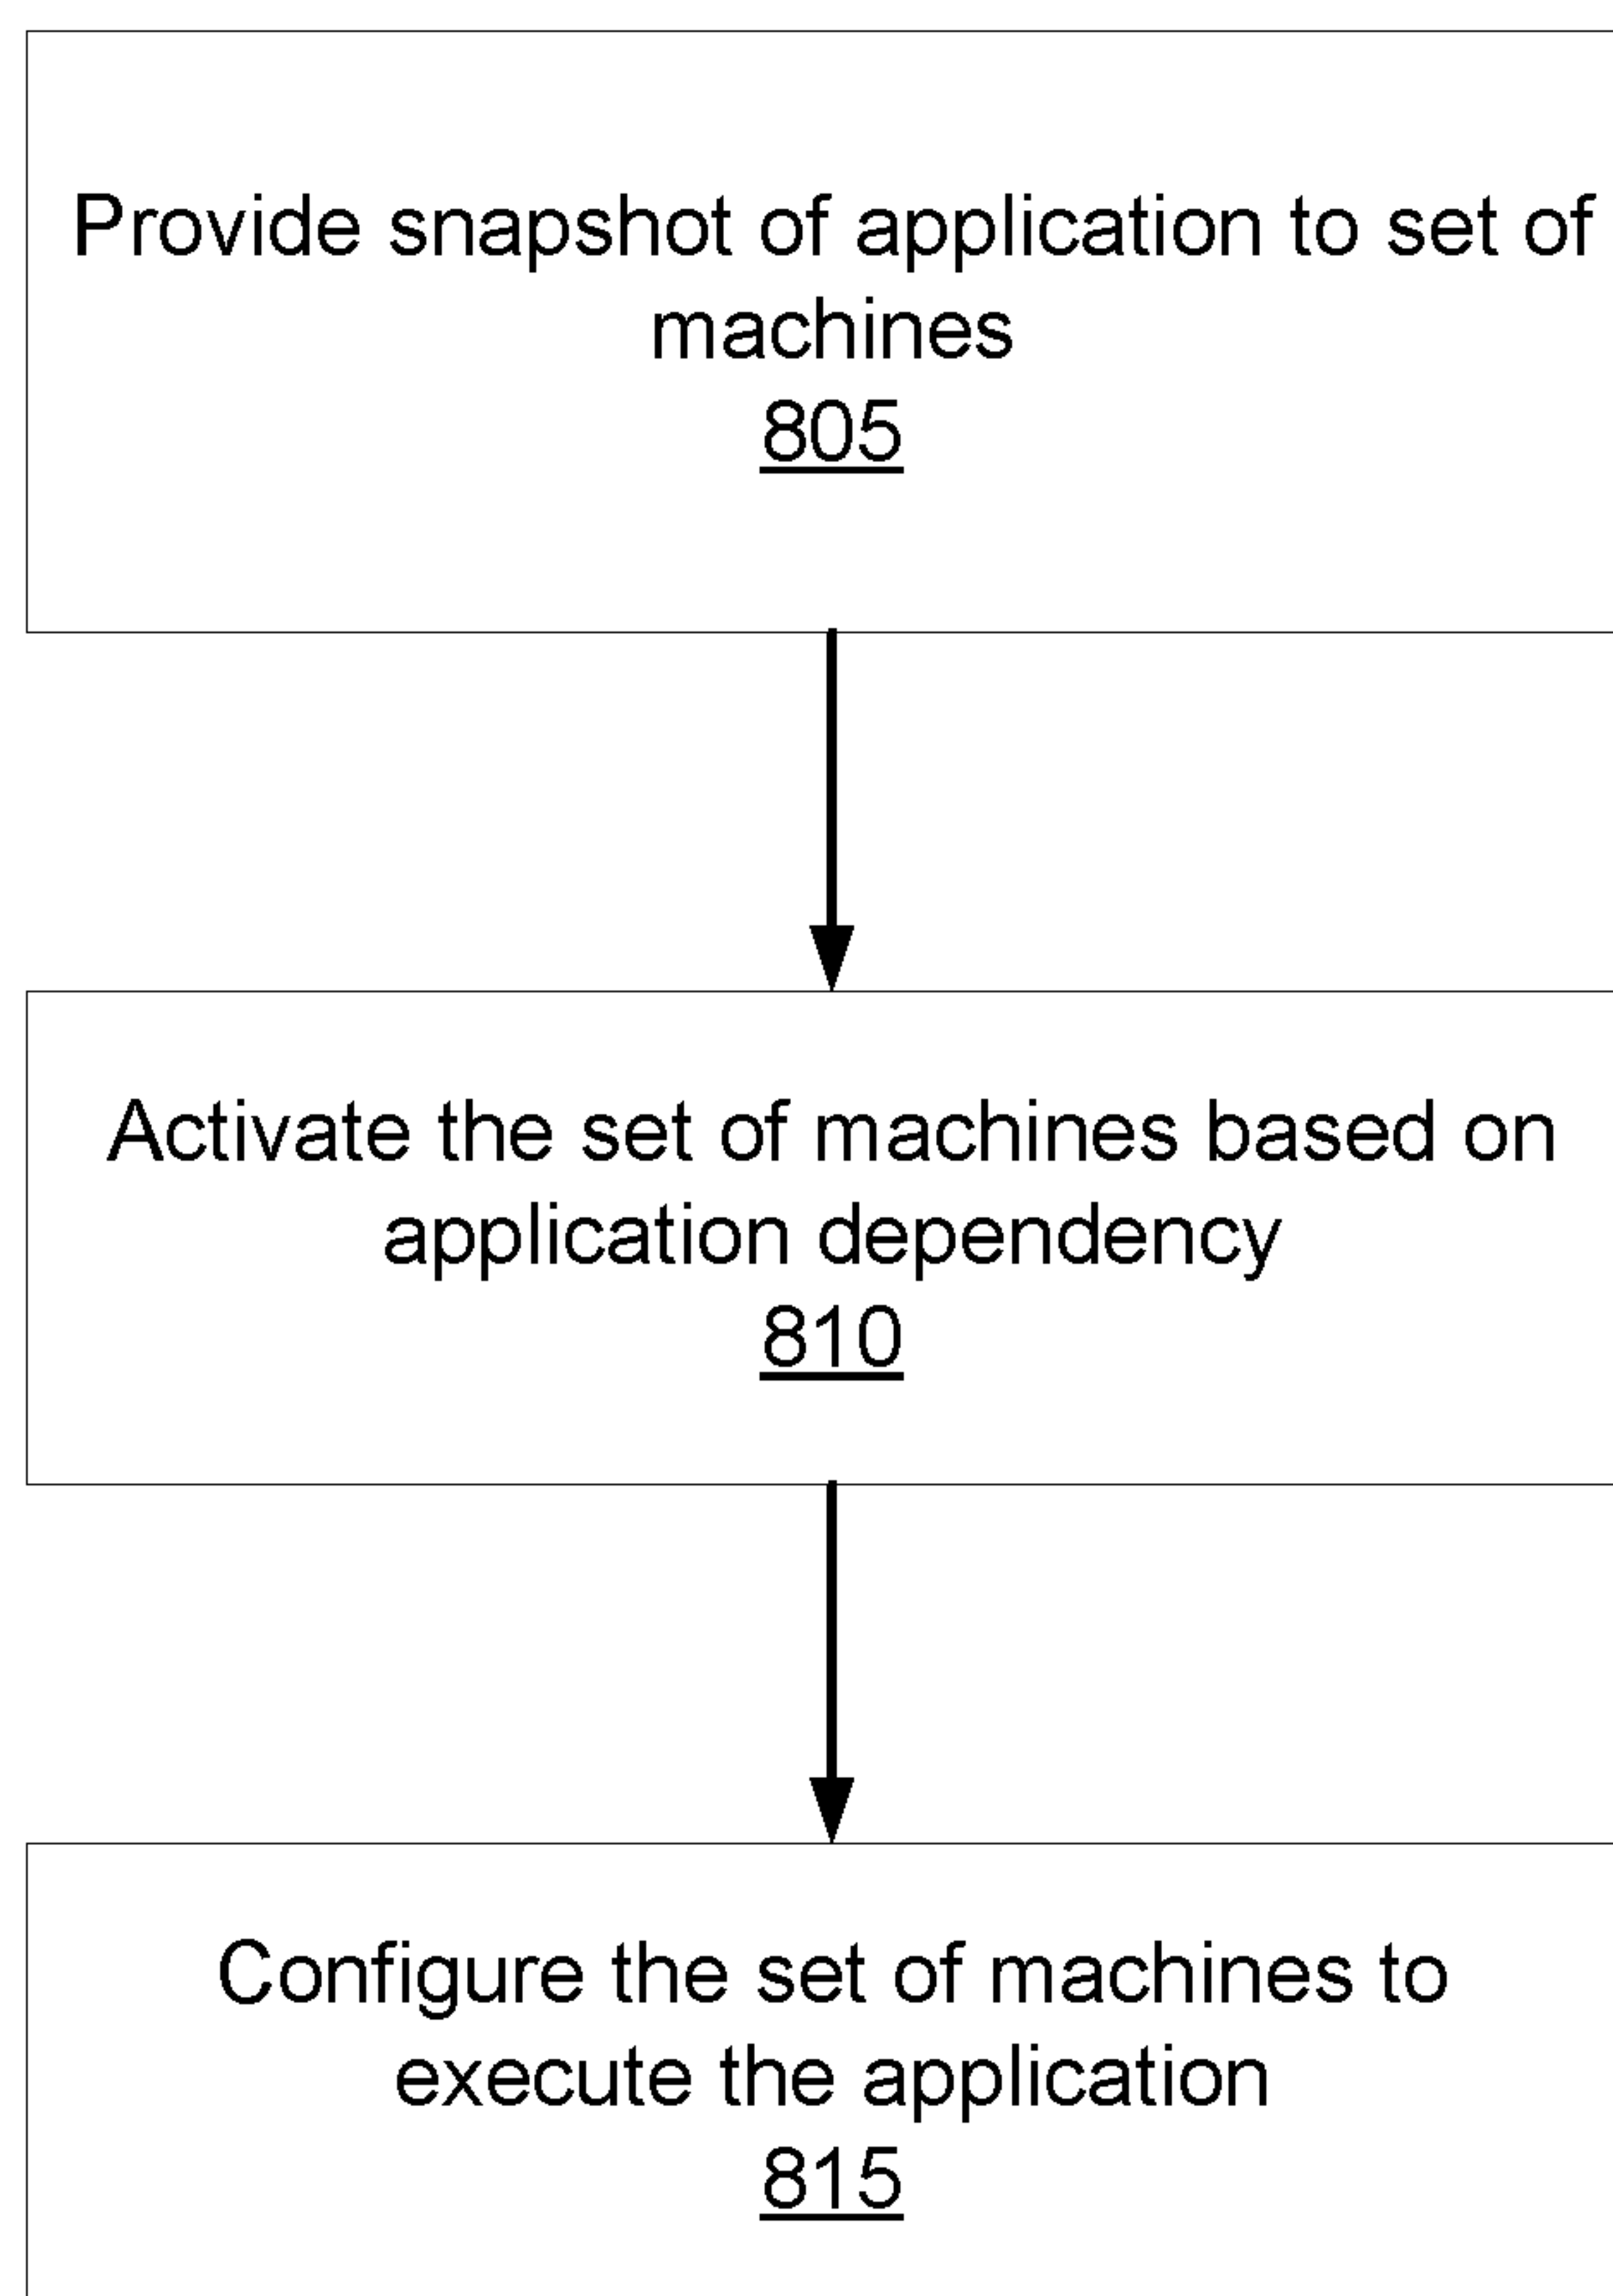 Provide snapshot of application to set of
machines
805
Activate the set of machines based on
application dependency
810
Configure the set of machines to
execute the application
815